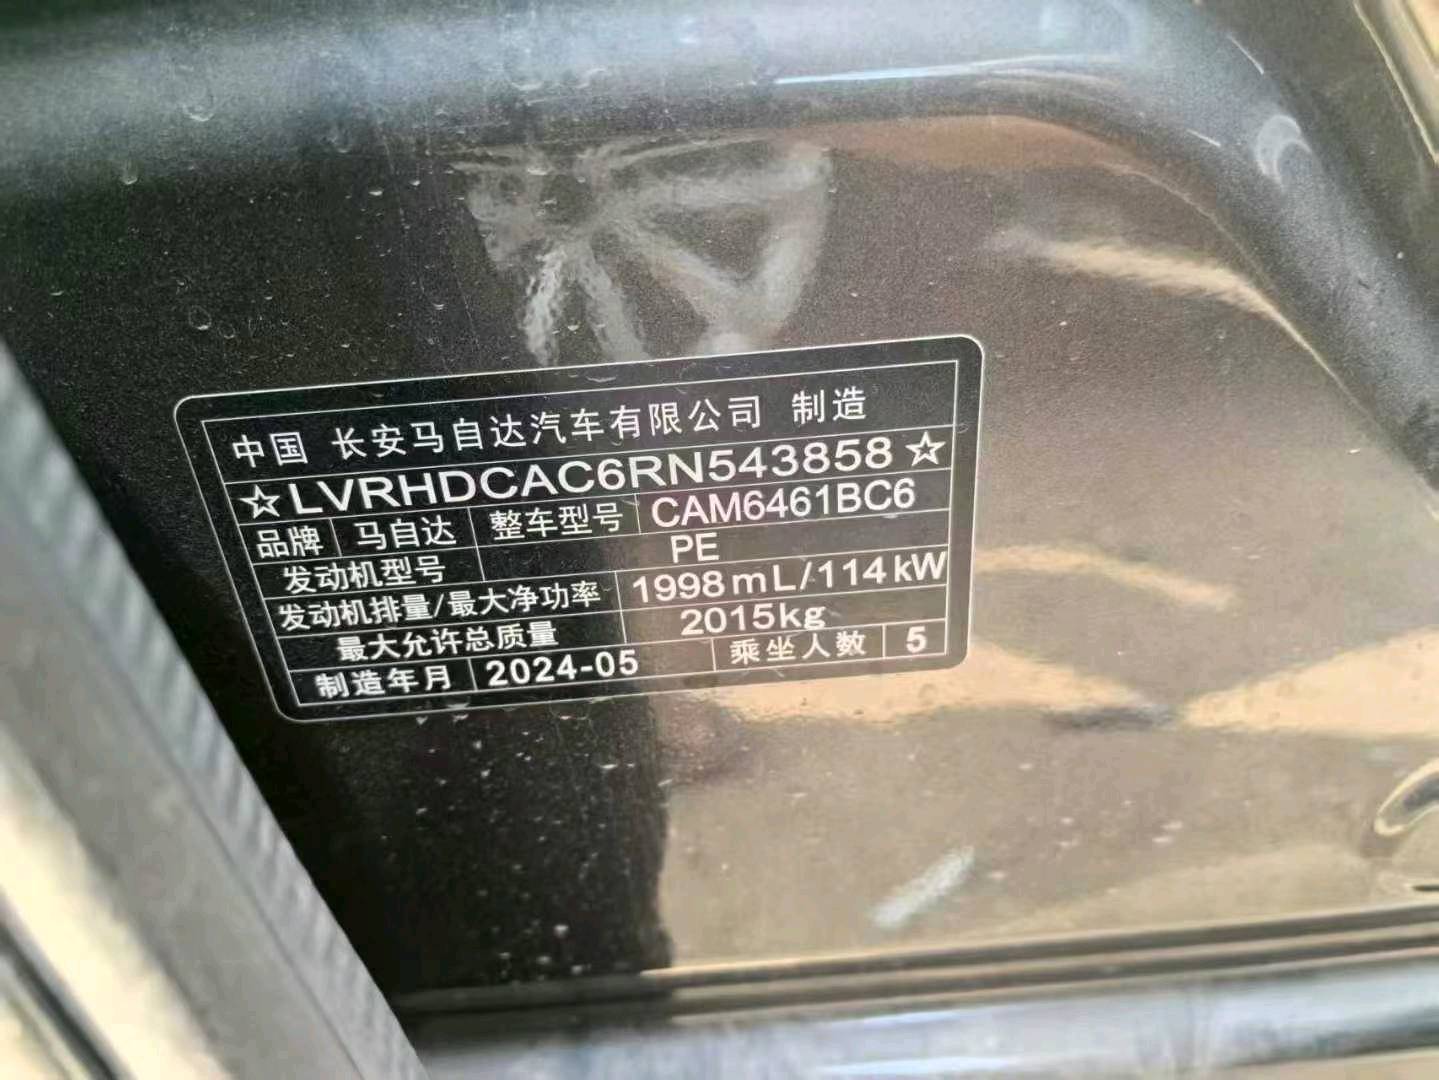 中国 长安马自达汽车有限公司 制造
☆LVRHDCAC6RN543858☆
品牌 马自达 整车型号 CAM6461BC6
发动机型号 PE
发动机排量/最大净功率 1998mL/114kW
最大允许总质量 2015kg
制造年月 2024-05 乘坐人数 5